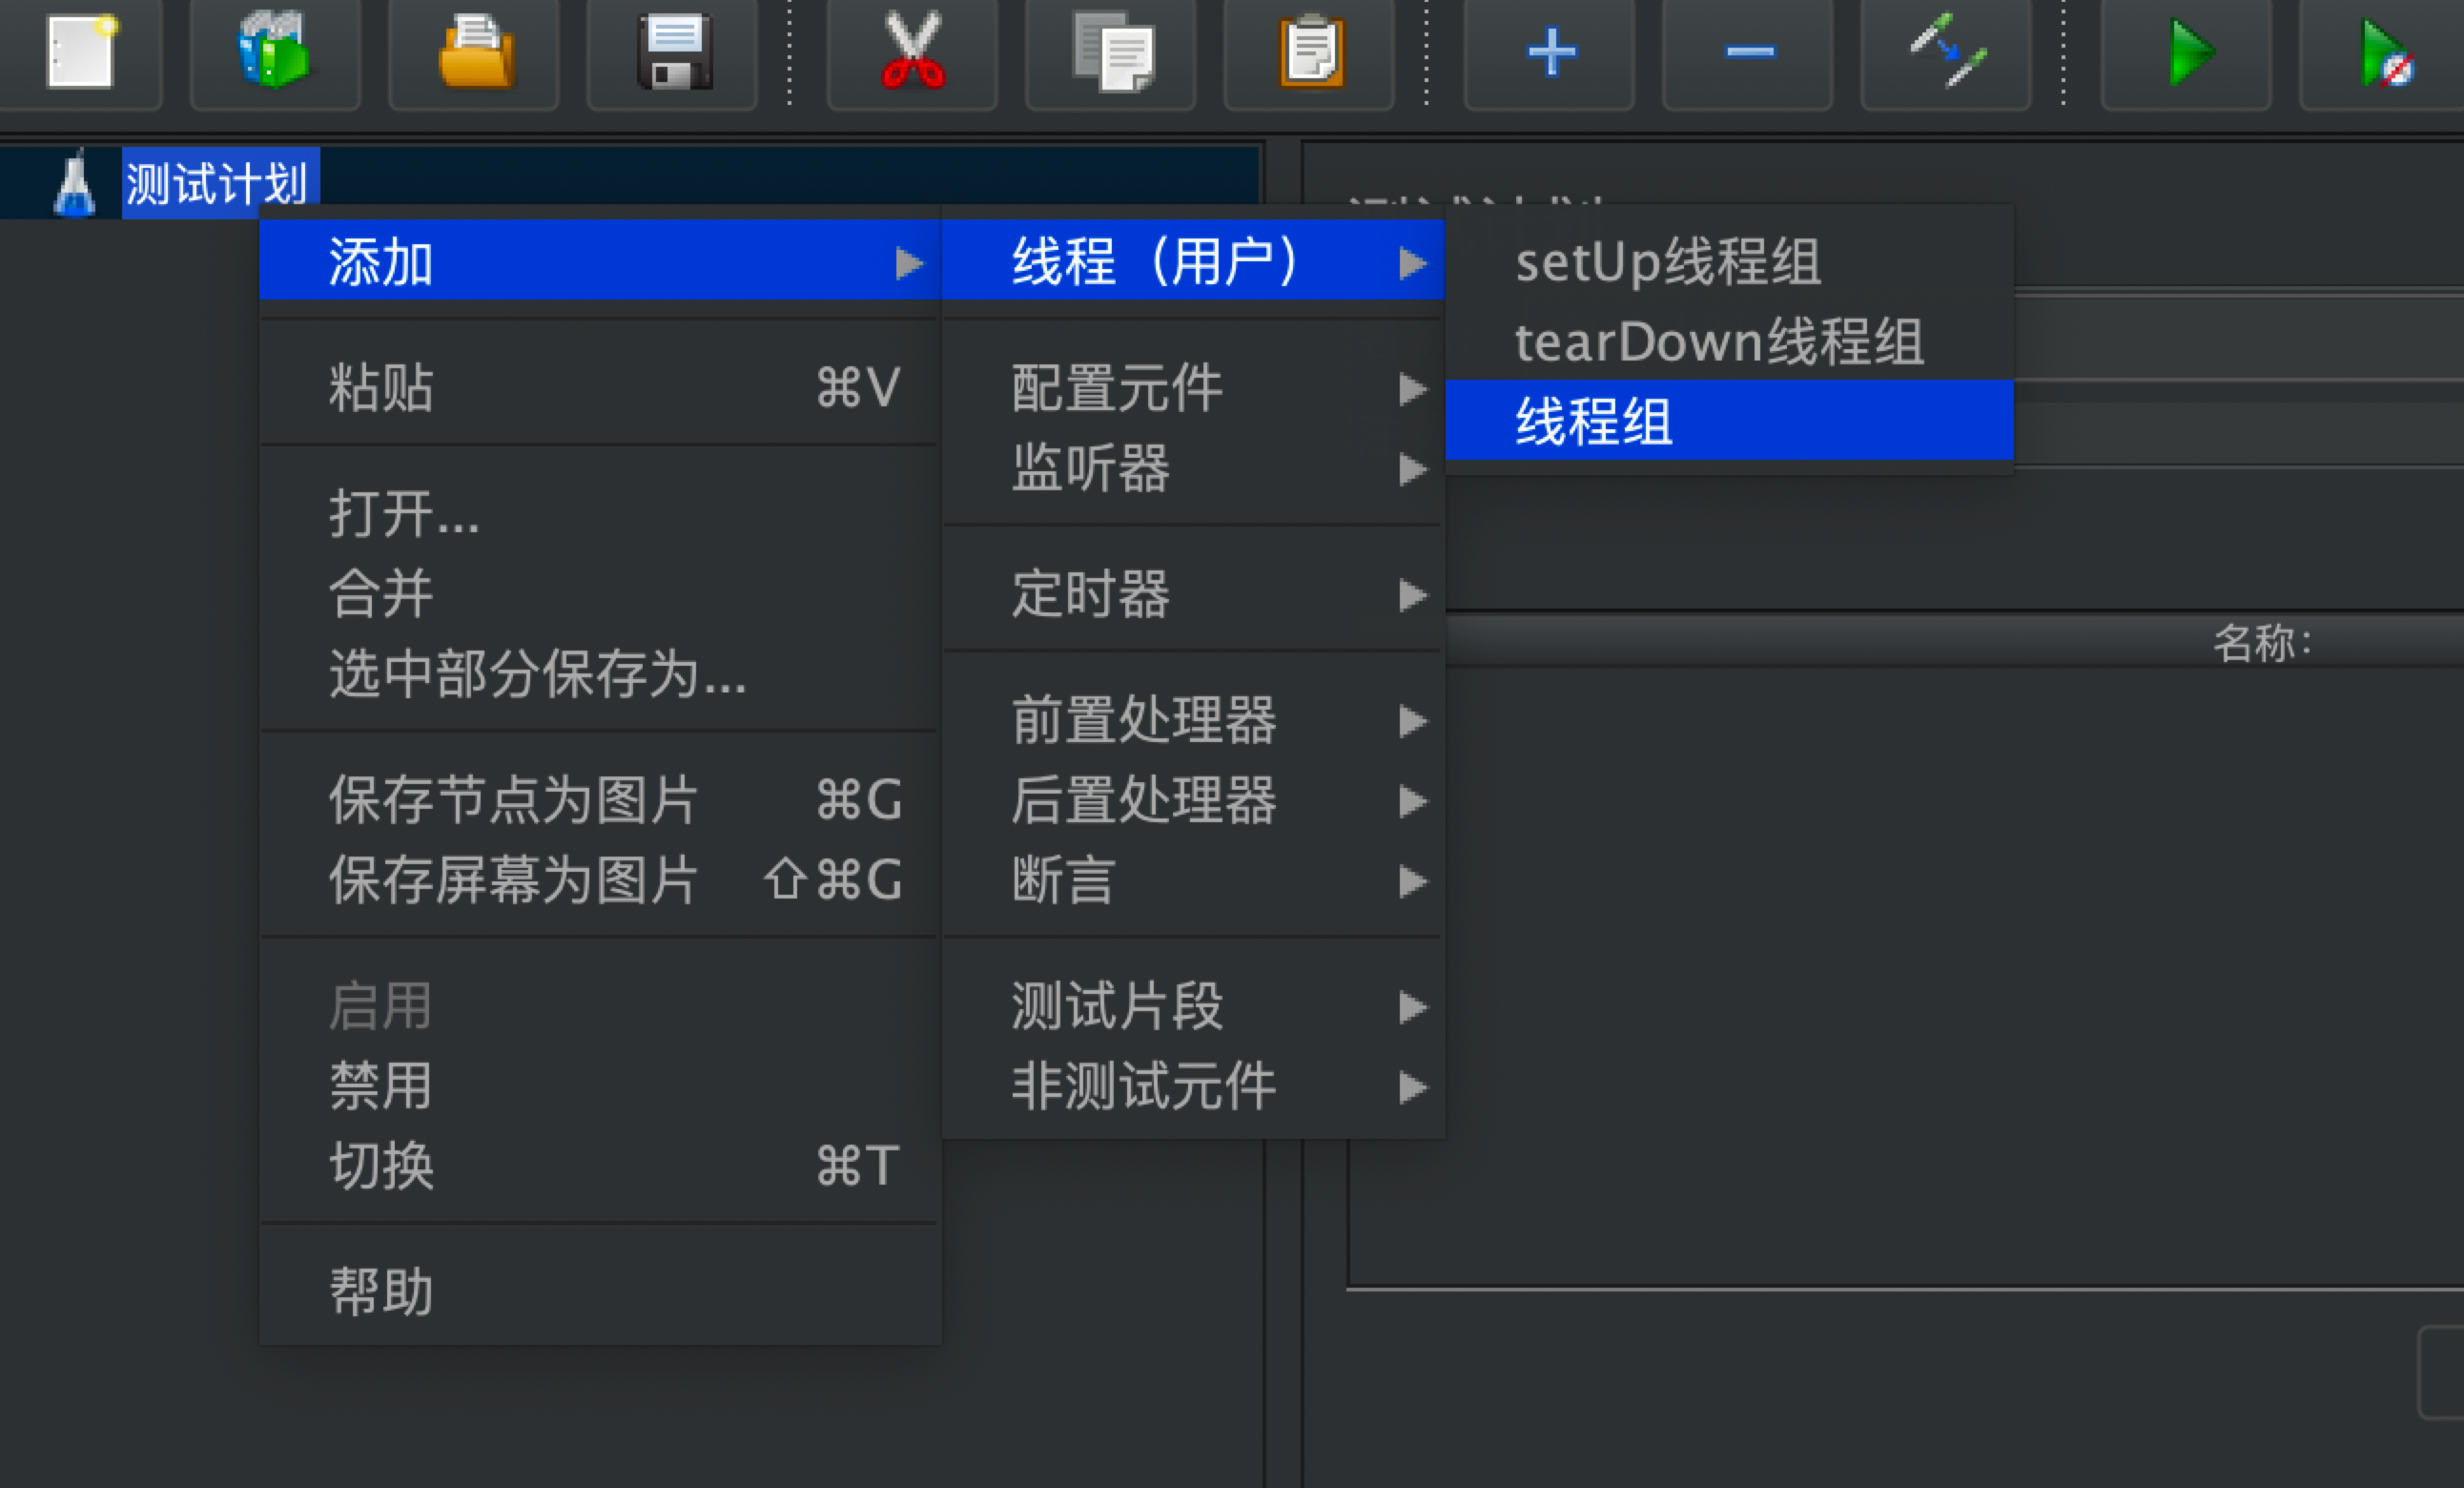 测试计划
添加
粘贴 ⌘V
打开...
合并
选中部分保存为...
保存节点为图片 ⌘G
保存屏幕为图片 ⇧⌘G
启用
禁用
切换 ⌘T
帮助
线程（用户）
配置元件
监听器
定时器
前置处理器
后置处理器
断言
测试片段
非测试元件
setUp线程组
tearDown线程组
线程组
名称: